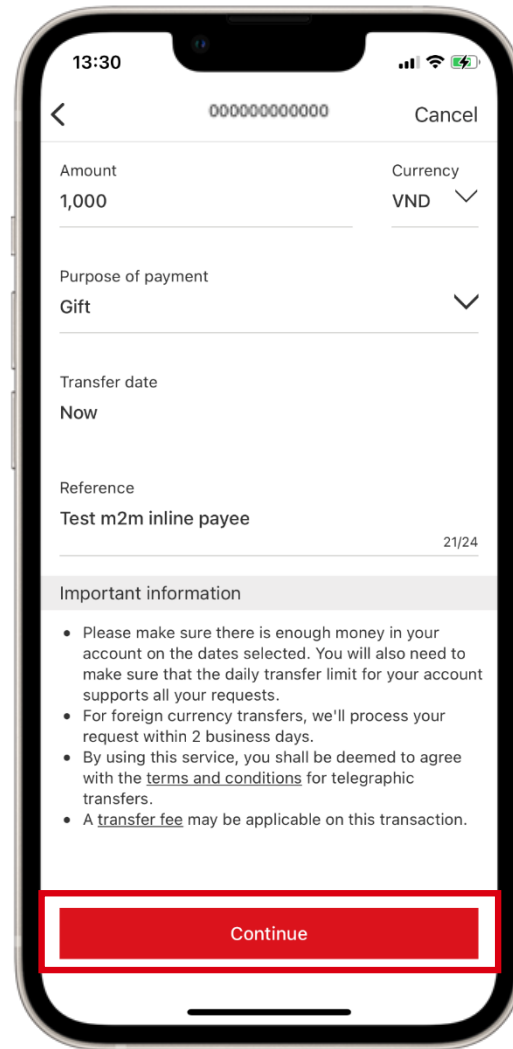 13:30
000000000000
Cancel
Amount
Currency
1,000
VND
Purpose of payment
Gift
Transfer date
Now
Reference
Test m2m inline payee
21/24
Important information
• Please make sure there is enough money in your
account on the dates selected. You will also need to
make sure that the daily transfer limit for your account
supports all your requests.
• For foreign currency transfers, we'll process your
request within 2 business days.
• By using this service, you shall be deemed to agree
with the terms and conditions for telegraphic
transfers.
• A transfer fee may be applicable on this transaction.
Continue